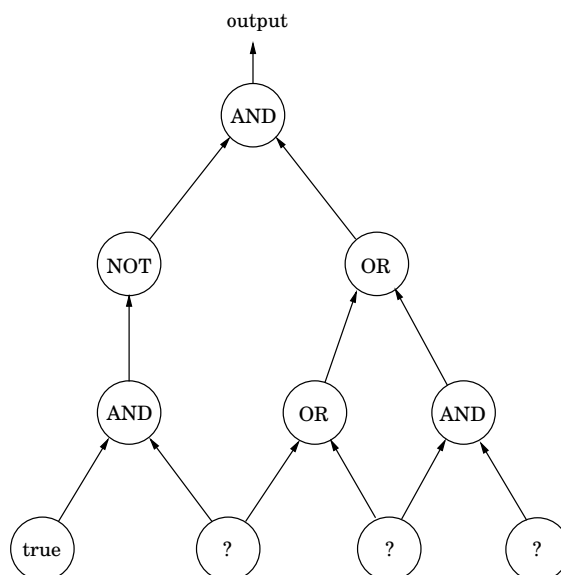 output
AND
NOT OR
AND OR AND
true ? ? ?